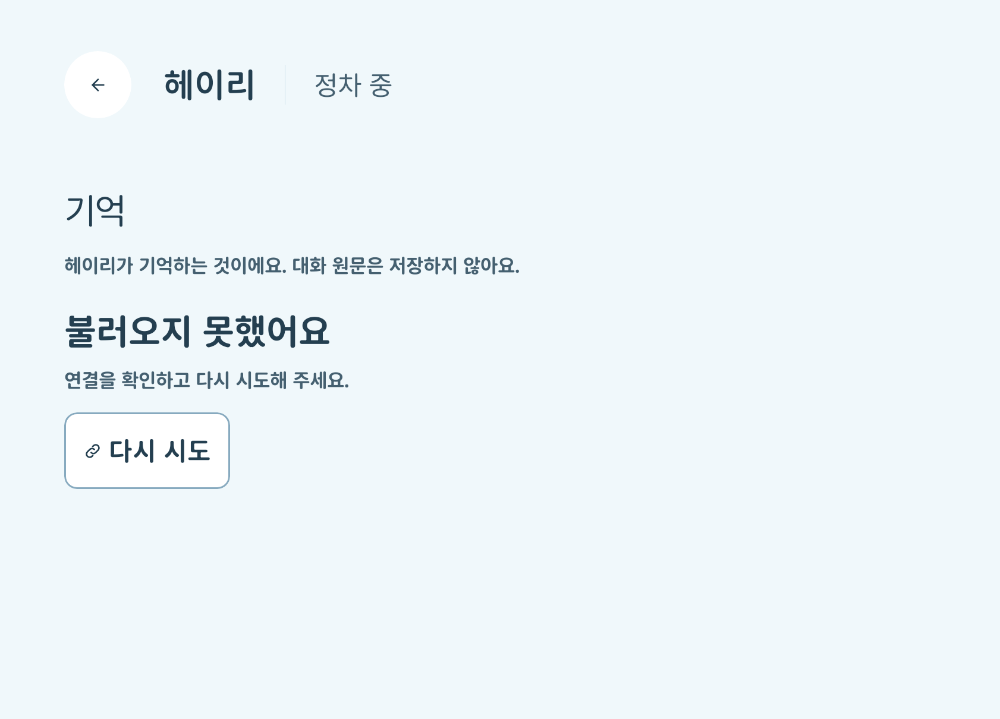 헤이리
정차 중
기억
헤이리가 기억하는 것이에요. 대화 원문은 저장하지 않아요.
불러오지 못했어요
연결을 확인하고 다시 시도해 주세요.
다시 시도